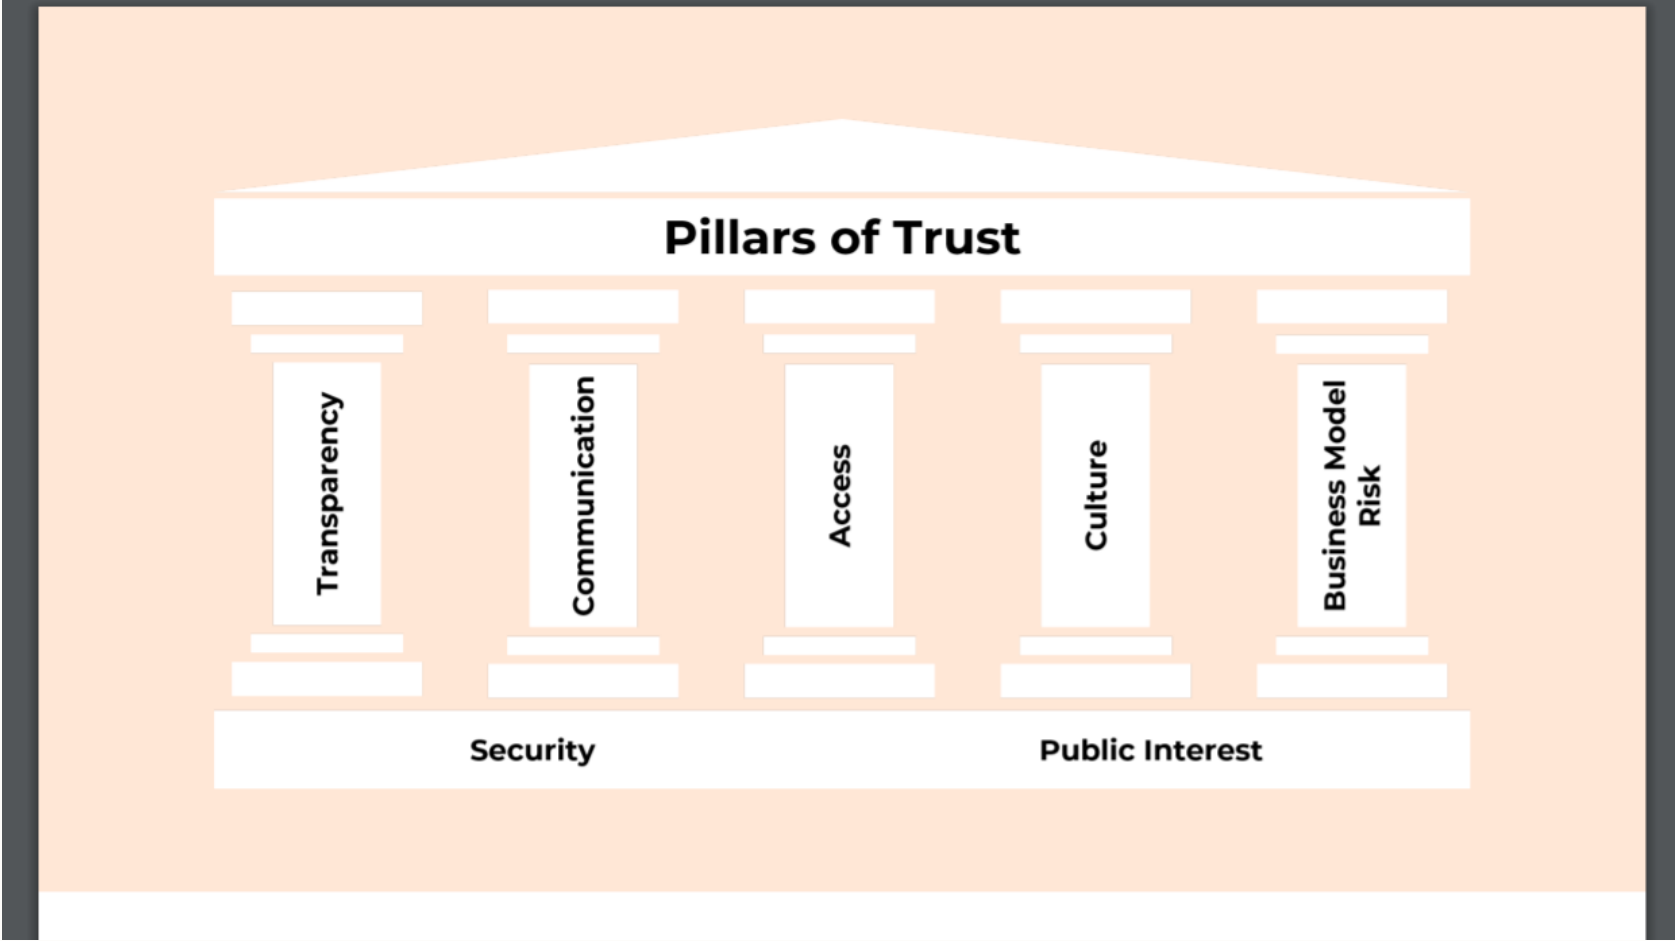 Pillars of Trust
Transparency
Communication
Access
Culture
Business Model
Risk
Security
Public Interest